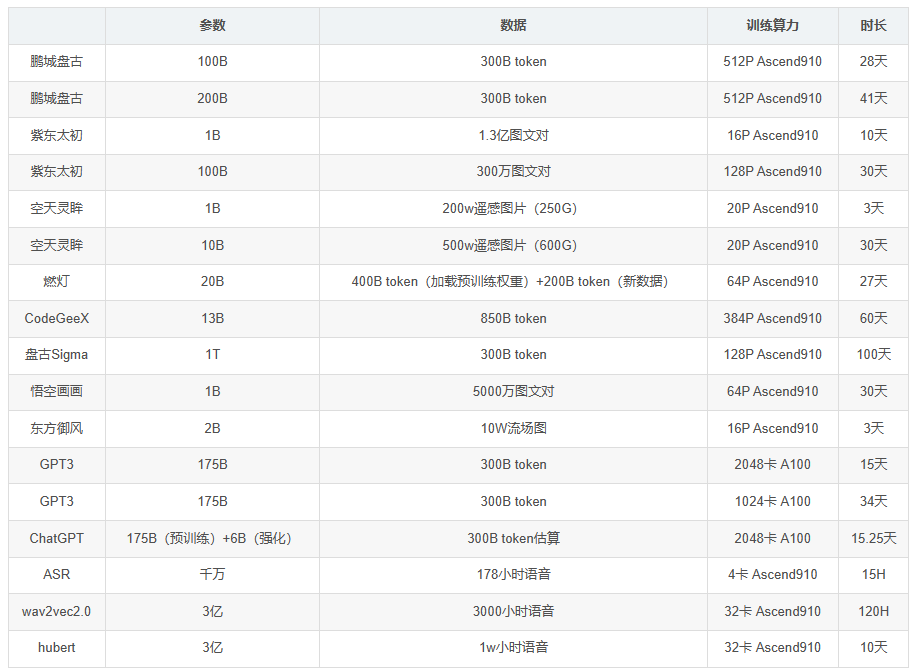 参数 数据 训练算力 时长
鹏城盘古 100B 300B token 512P Ascend910 28天
鹏城盘古 200B 300B token 512P Ascend910 41天
紫东太初 1B 1.3亿图文对 16P Ascend910 10天
紫东太初 100B 300万图文对 128P Ascend910 30天
空天灵眸 1B 200w遥感图片（250G） 20P Ascend910 3天
空天灵眸 10B 500w遥感图片（600G） 20P Ascend910 30天
燃灯 20B 400B token（加载预训练权重）+200B token（新数据） 64P Ascend910 27天
CodeGeeX 13B 850B token 384P Ascend910 60天
盘古Sigma 1T 300B token 128P Ascend910 100天
悟空画画 1B 5000万图文对 64P Ascend910 30天
东方御风 2B 10W流场图 16P Ascend910 3天
GPT3 175B 300B token 2048卡 A100 15天
GPT3 175B 300B token 1024卡 A100 34天
ChatGPT 175B（预训练）+6B（强化） 300B token估算 2048卡 A100 15.25天
ASR 千万 178小时语音 4卡 Ascend910 15H
wav2vec2.0 3亿 3000小时语音 32卡 Ascend910 120H
hubert 3亿 1w小时语音 32卡 Ascend910 10天